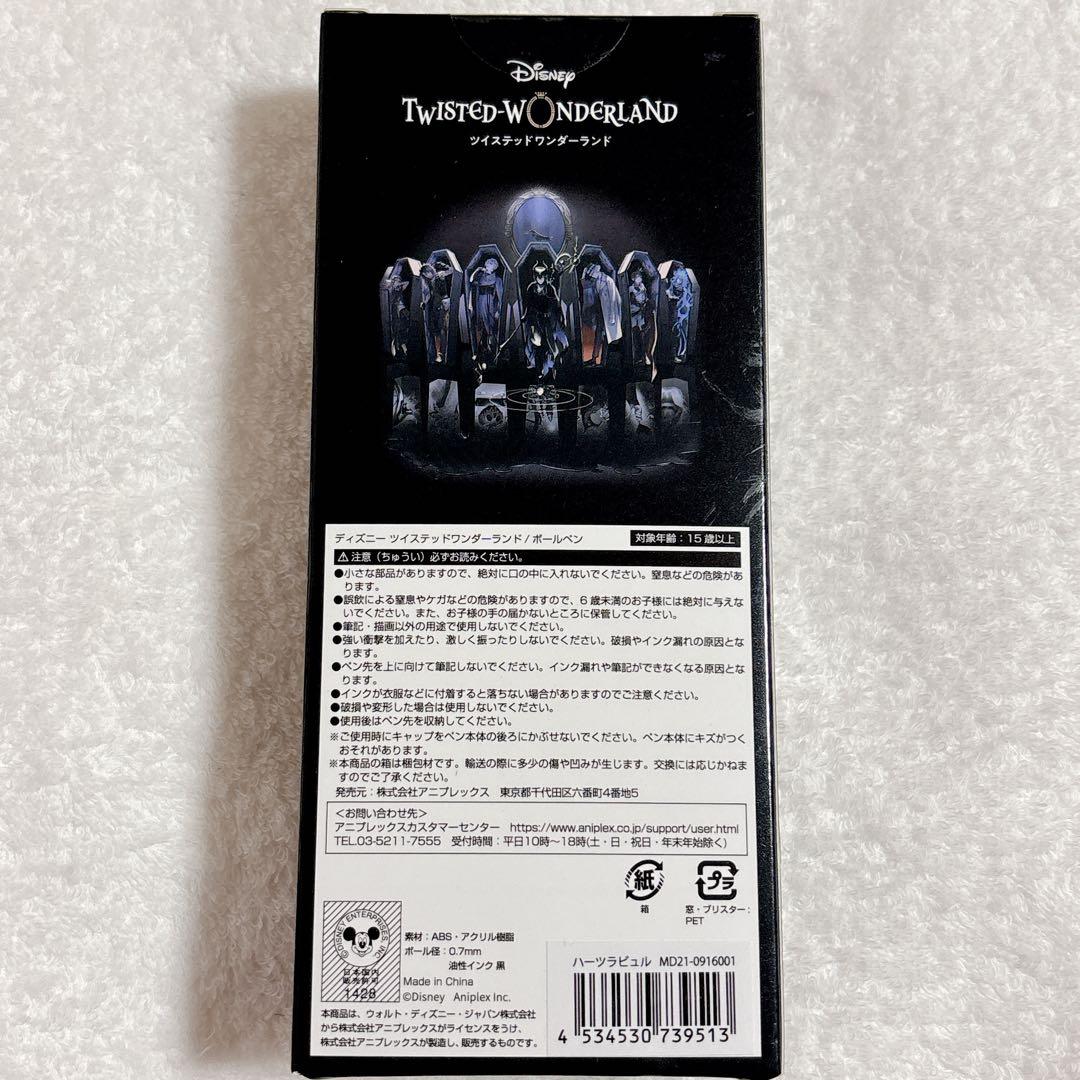 Disney
TWISTED-WONDERLAND
ツイステッドワンダーランド
ディズニー ツイステッドワンダーランド / ボールペン
対象年齢：15歳以上
⚠注意（ちゅうい）必ずお読みください。
●小さな部品がありますので、絶対に口の中に入れないでください。窒息などの危険があ
ります。
●誤飲による窒息やケガなどの危険がありますので、6歳未満のお子様には絶対に与えな
いでください。また、お子様の手の届かないところに保管してください。
●筆記・描画以外の用途で使用しないでください。
●強い衝撃を加えたり、激しく振ったりしないでください。破損やインク漏れの原因とな
ります。
●ペン先を上に向けて筆記しないでください。インク漏れや筆記ができなくなる原因とな
ります。
●インクが衣服などに付着すると落ちない場合がありますのでご注意ください。
●破損や変形した場合は使用しないでください。
●使用後はペン先を収納してください。
※ご使用時にキャップをペン本体の後ろにかぶせないでください。ペン本体にキズがつく
おそれがあります。
※本商品の箱は梱包材です。輸送の際に多少の傷や凹みが生じます。交換には応じかねま
すのでご了承ください。
発売元：株式会社アニプレックス　東京都千代田区六番町4番地5
＜お問い合わせ先＞
アニプレックスカスタマーセンター　https://www.aniplex.co.jp/support/user.html
TEL.03-5211-7555　受付時間：平日10時～18時(土・日・祝日・年末年始除く)
紙
箱
プラ
窓・ブリスター：
PET
©DISNEY ENTERPRISES INC
日本国内
販売許可
1428
素材：ABS・アクリル樹脂
ボール径：0.7mm
油性インク 黒
Made in China
©Disney Aniplex Inc.
本商品は、ウォルト・ディズニー・ジャパン株式会社
から株式会社アニプレックスがライセンスをうけ、
株式会社アニプレックスが製造し、販売するものです。
ハーツラビュル　MD21-0916001
4 534530 739513